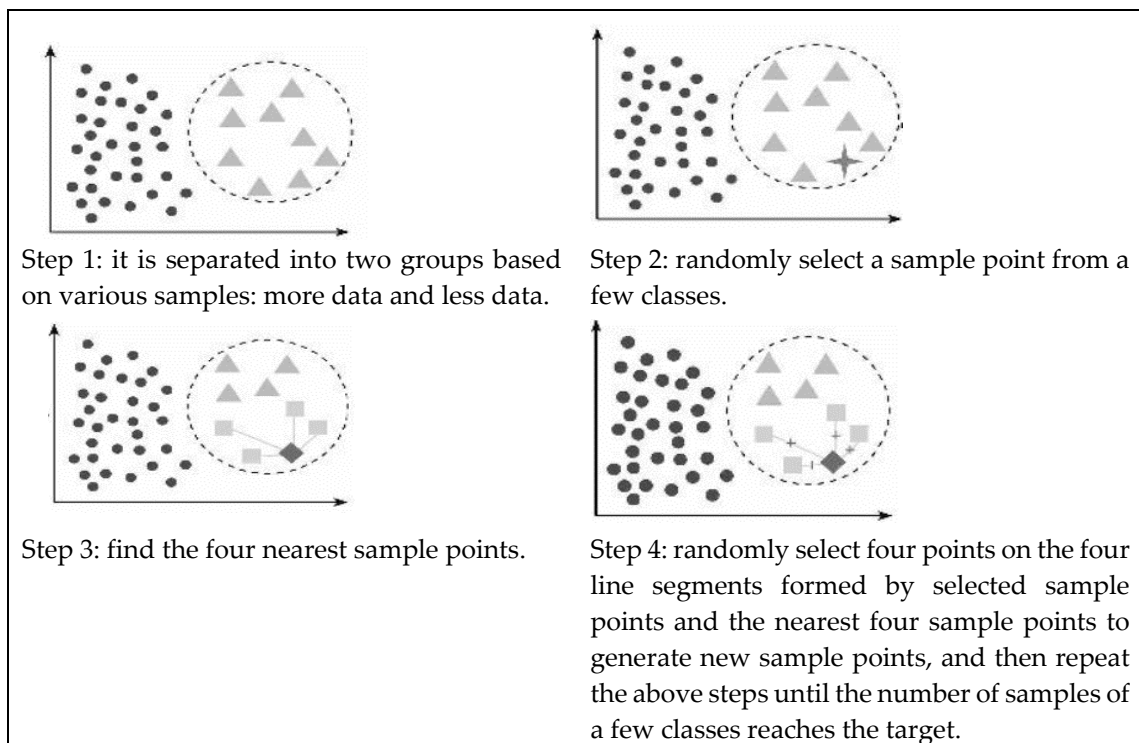 Step 1: it is separated into two groups based
on various samples: more data and less data.
Step 2: randomly select a sample point from a
few classes.
Step 3: find the four nearest sample points.
Step 4: randomly select four points on the four
line segments formed by selected sample
points and the nearest four sample points to
generate new sample points, and then repeat
the above steps until the number of samples of
a few classes reaches the target.